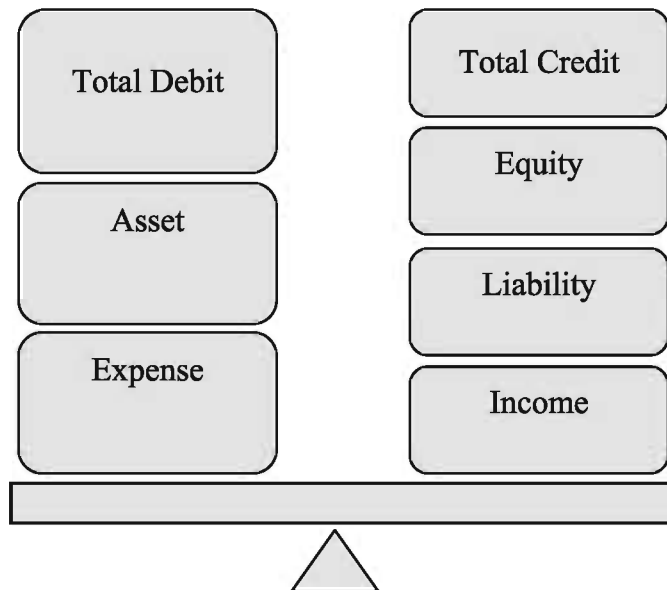 Total Debit
Asset
Expense
Total Credit
Equity
Liability
Income